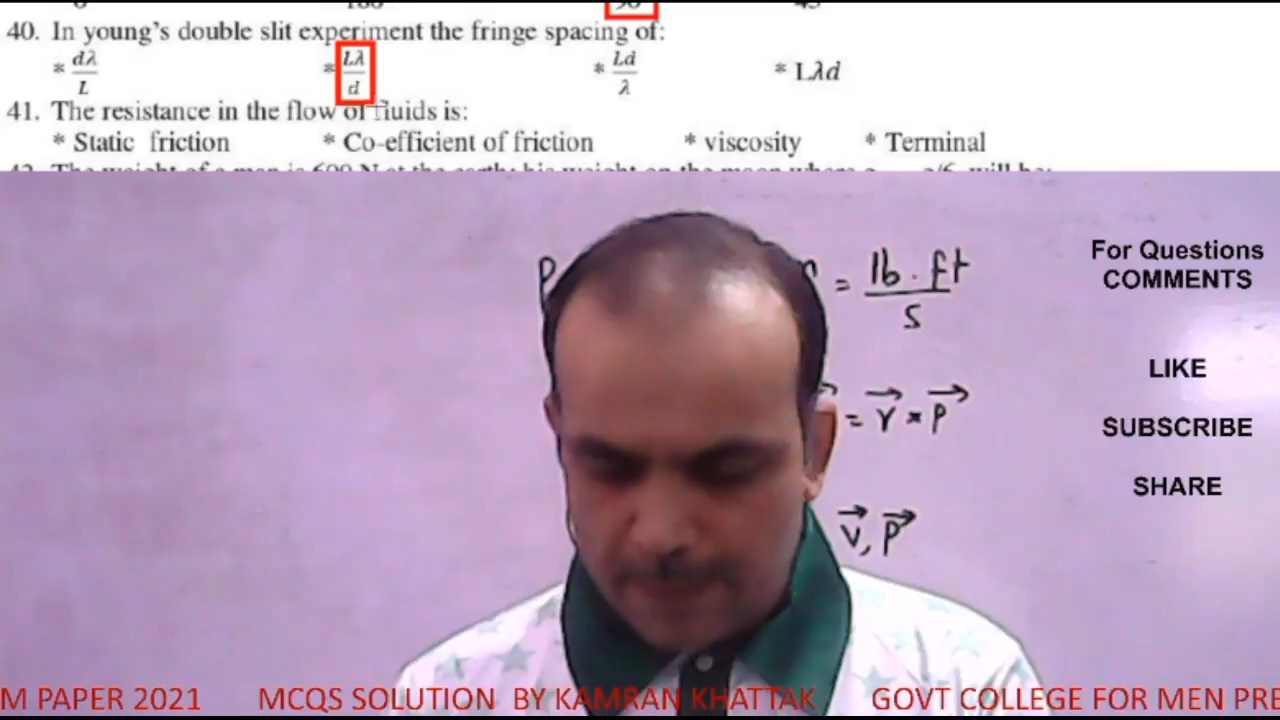 40. In young's double slit experiment the fringe spacing of:
* dλ/L * Lλ/d * Ld/λ * Lλd
41. The resistance in the flow of fluids is:
* Static friction * Co-efficient of friction * viscosity * Terminal
= lb . ft / s
= r × p
v, p
For Questions
COMMENTS
LIKE
SUBSCRIBE
SHARE
M PAPER 2021 MCQS SOLUTION BY KAMRAN KHATTAK GOVT COLLEGE FOR MEN PRE